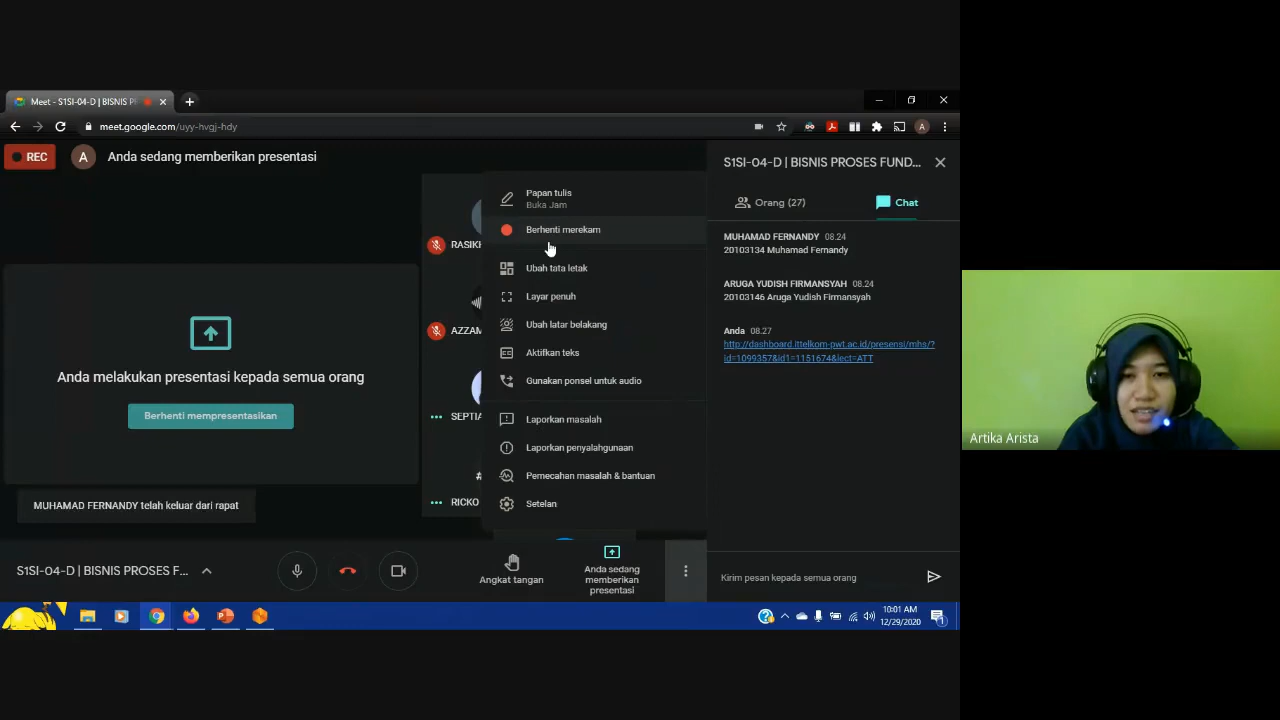 Meet - S1SI-04-D | BISNIS PR
meet.google.com/uyy-hvgj-hdy
A
REC
A
Anda sedang memberikan presentasi
Anda melakukan presentasi kepada semua orang
Berhenti mempresentasikan
MUHAMAD FERNANDY telah keluar dari rapat
RASIKH
AZZAM
SEPTIA
RICKO
Papan tulis
Buka Jam
Berhenti merekam
Ubah tata letak
Layar penuh
Ubah latar belakang
Aktifkan teks
Gunakan ponsel untuk audio
Laporkan masalah
Laporkan penyalahgunaan
Pemecahan masalah & bantuan
Setelan
S1SI-04-D | BISNIS PROSES F...
Angkat tangan
Anda sedang
memberikan
presentasi
S1SI-04-D | BISNIS PROSES FUND...
Orang (27)
Chat
MUHAMAD FERNANDY 08.24
20103134 Muhamad Fernandy
ARUGA YUDISH FIRMANSYAH 08.24
20103146 Aruga Yudish Firmansyah
Anda 08.27
http://dashboard.ittelkom-pwt.ac.id/presensi/mhs/?
id=1099357&id1=1151674&lect=ATT
Kirim pesan kepada semua orang
10:01 AM
12/29/2020
1
Artika Arista